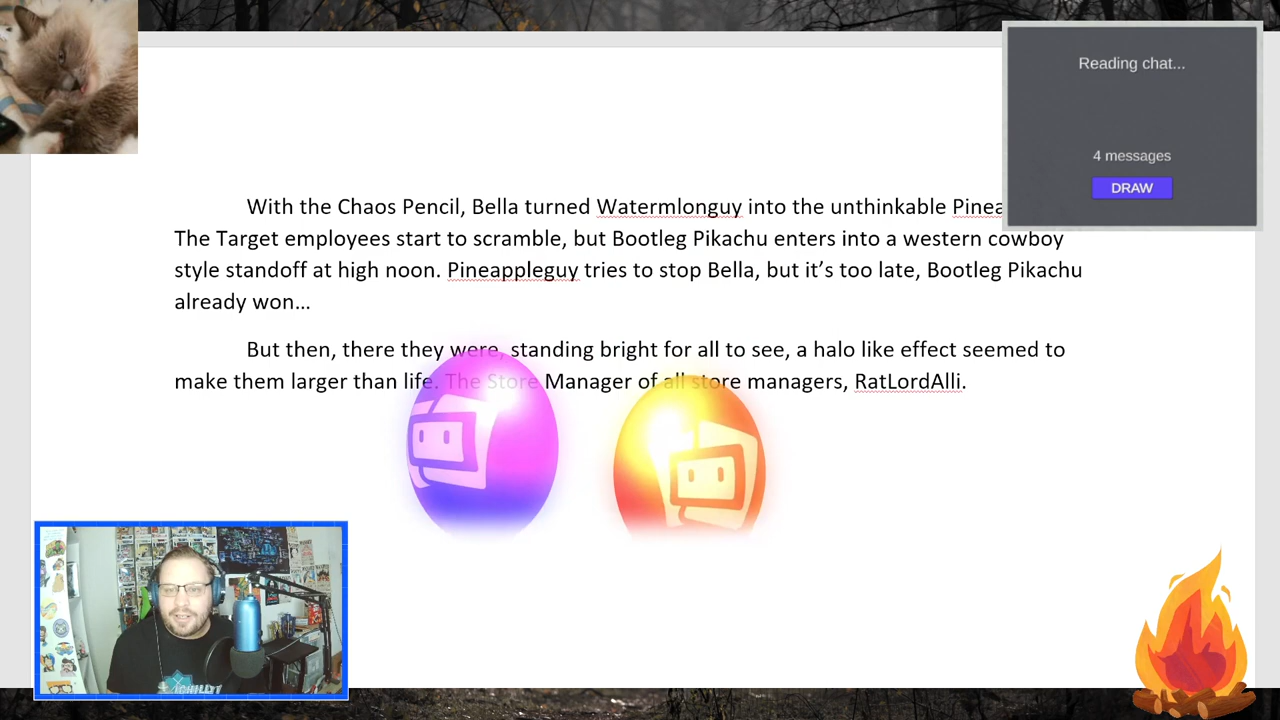 Reading chat...
4 messages
DRAW
With the Chaos Pencil, Bella turned Watermlonguy into the unthinkable
The Target employees start to scramble, but Bootleg Pikachu enters into a western cowboy
style standoff at high noon. Pineappleguy tries to stop Bella, but it’s too late, Bootleg Pikachu
already won…
But then, there they were, standing bright for all to see, a halo like effect seemed to
make them larger than life. The Store Manager of all store managers, RatLordAlli.